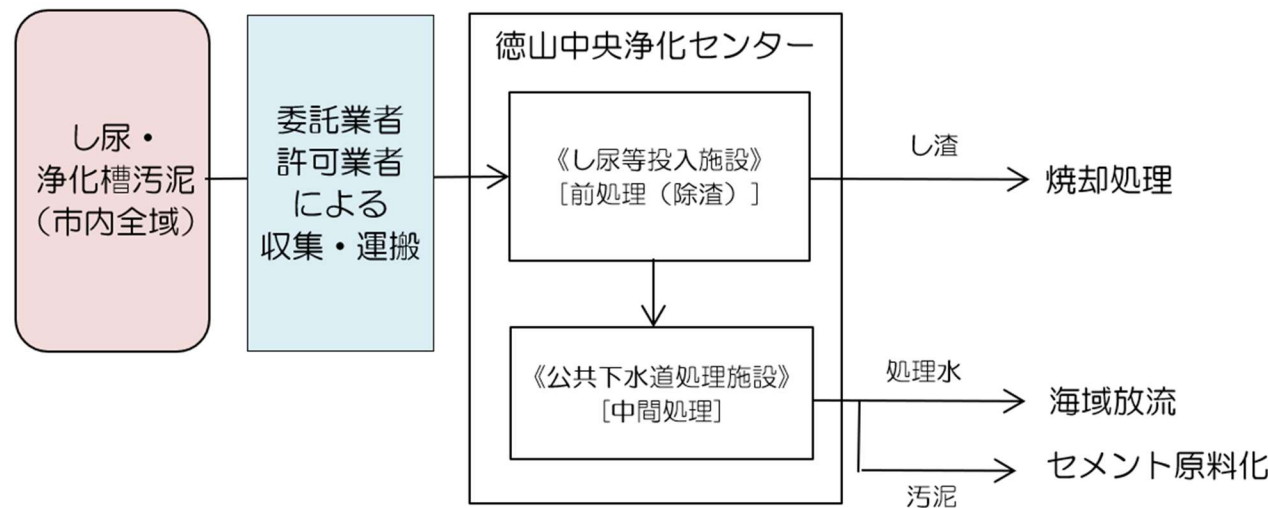 し尿・
浄化槽汚泥
（市内全域）
委託業者
許可業者
による
収集・運搬
徳山中央浄化センター
《し尿等投入施設》
［前処理（除渣）］
し渣
焼却処理
《公共下水道処理施設》
［中間処理］
処理水
海域放流
汚泥
セメント原料化